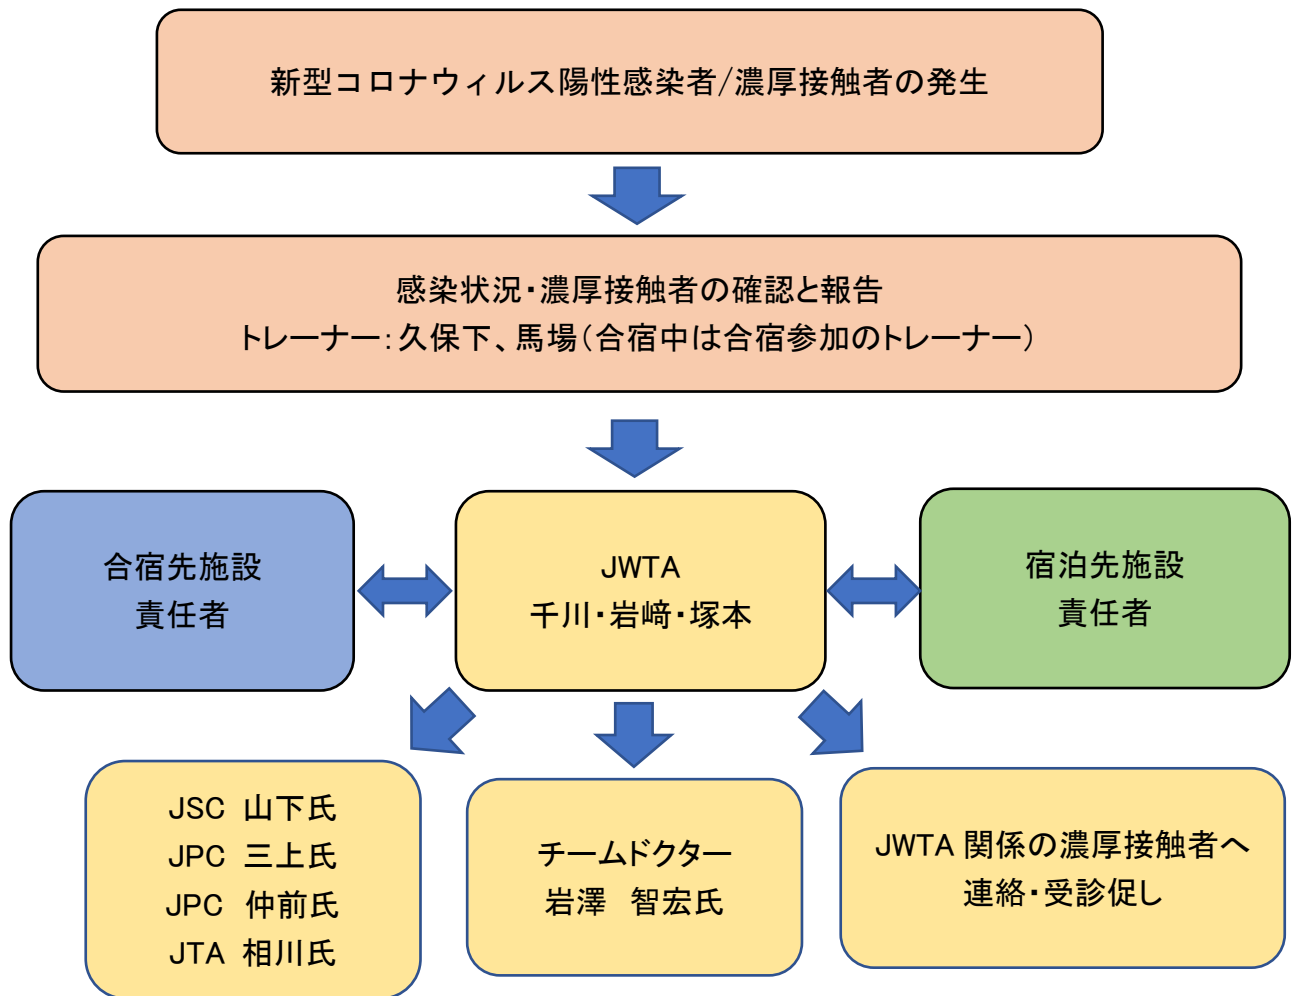 新型コロナウィルス陽性感染者/濃厚接触者の発生
感染状況・濃厚接触者の確認と報告
トレーナー：久保下、馬場（合宿中は合宿参加のトレーナー）
合宿先施設
責任者
JWTA
千川・岩﨑・塚本
宿泊先施設
責任者
JSC 山下氏
JPC 三上氏
JPC 仲前氏
JTA 相川氏
チームドクター
岩澤　智宏氏
JWTA 関係の濃厚接触者へ
連絡・受診促し